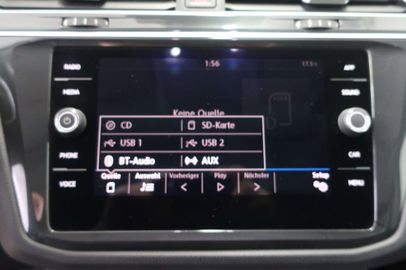 RADIO
1:56
APP
MEDIA
SOUND
Keine Quelle
CD
SD-Karte
USB 1
USB 2
BT-Audio
AUX
PHONE
CAR
VOICE
Quelle Auswahl Vorheriger Play Nächster Setup
MENU